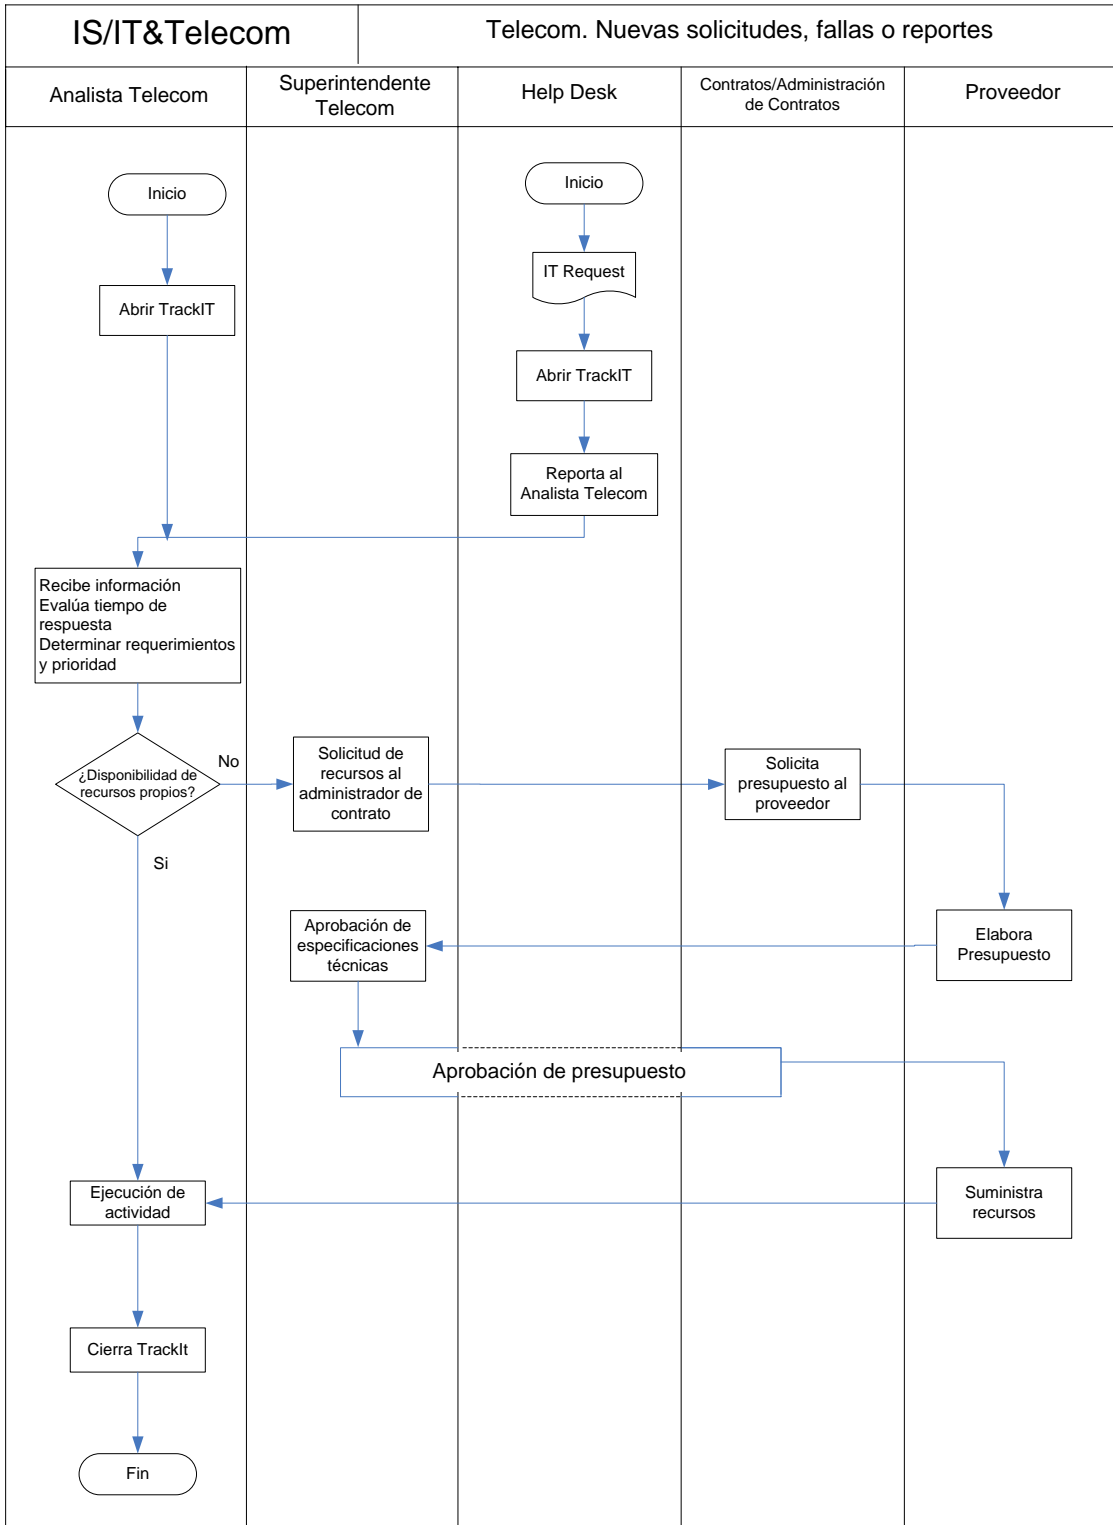 IS/IT&Telecom
Telecom. Nuevas solicitudes, fallas o reportes
Analista Telecom
Superintendente
Telecom
Help Desk
Contratos/Administración
de Contratos
Proveedor
Inicio
Inicio
IT Request
Abrir TrackIT
Abrir TrackIT
Reporta al
Analista Telecom
Recibe información
Evalúa tiempo de
respuesta
Determinar requerimientos
y prioridad
¿Disponibilidad de
recursos propios?
No
Si
Solicitud de
recursos al
administrador de
contrato
Solicita
presupuesto al
proveedor
Elabora
Presupuesto
Aprobación de
especificaciones
técnicas
Aprobación de presupuesto
Suministra
recursos
Ejecución de
actividad
Cierra TrackIt
Fin